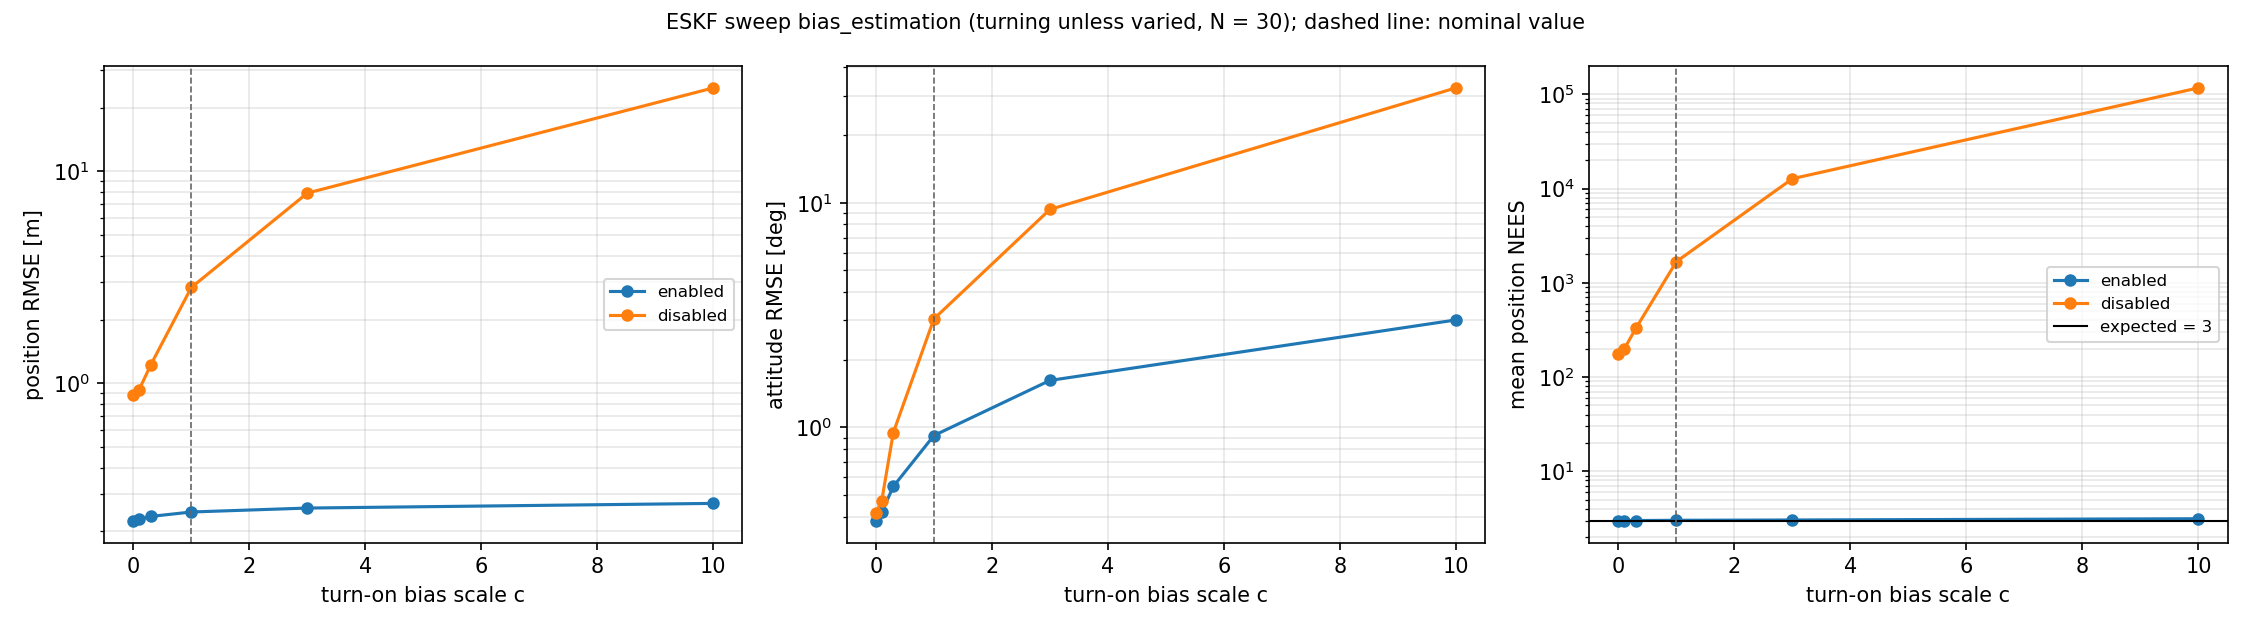 ESKF sweep bias_estimation (turning unless varied, N = 30); dashed line: nominal value
position RMSE [m]
10¹
10⁰
0 2 4 6 8 10
turn-on bias scale c
enabled
disabled
attitude RMSE [deg]
10¹
10⁰
0 2 4 6 8 10
turn-on bias scale c
mean position NEES
10⁵
10⁴
10³
10²
10¹
0 2 4 6 8 10
turn-on bias scale c
enabled
disabled
expected = 3